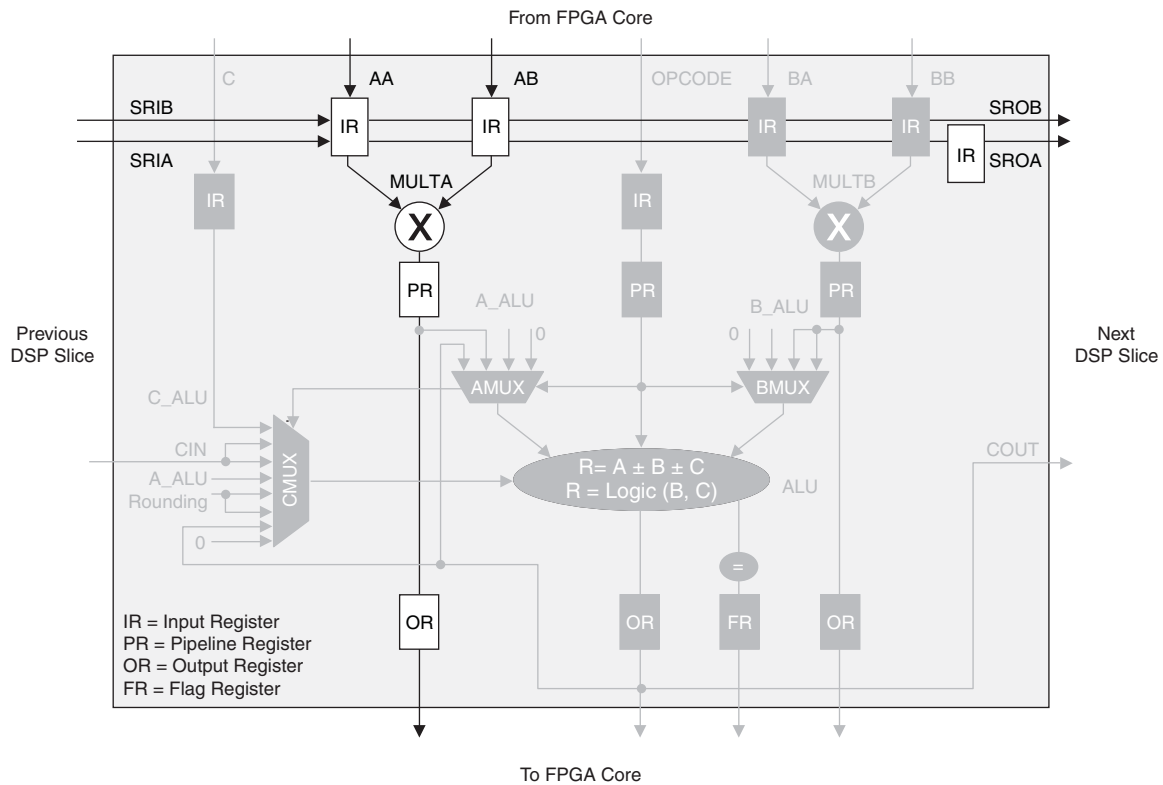 From FPGA Core
C
AA
AB
OPCODE
BA
BB
SRIB
SROB
IR
IR
IR
IR
IR
SRIA
SROA
MULTA
MULTB
IR
IR
X
X
PR
PR
PR
A_ALU
B_ALU
0
0
Previous
DSP Slice
Next
DSP Slice
AMUX
BMUX
C_ALU
CIN
A_ALU
Rounding
0
CMUX
R= A ± B ± C
R = Logic (B, C)
ALU
COUT
=
OR
OR
FR
OR
IR = Input Register
PR = Pipeline Register
OR = Output Register
FR = Flag Register
To FPGA Core